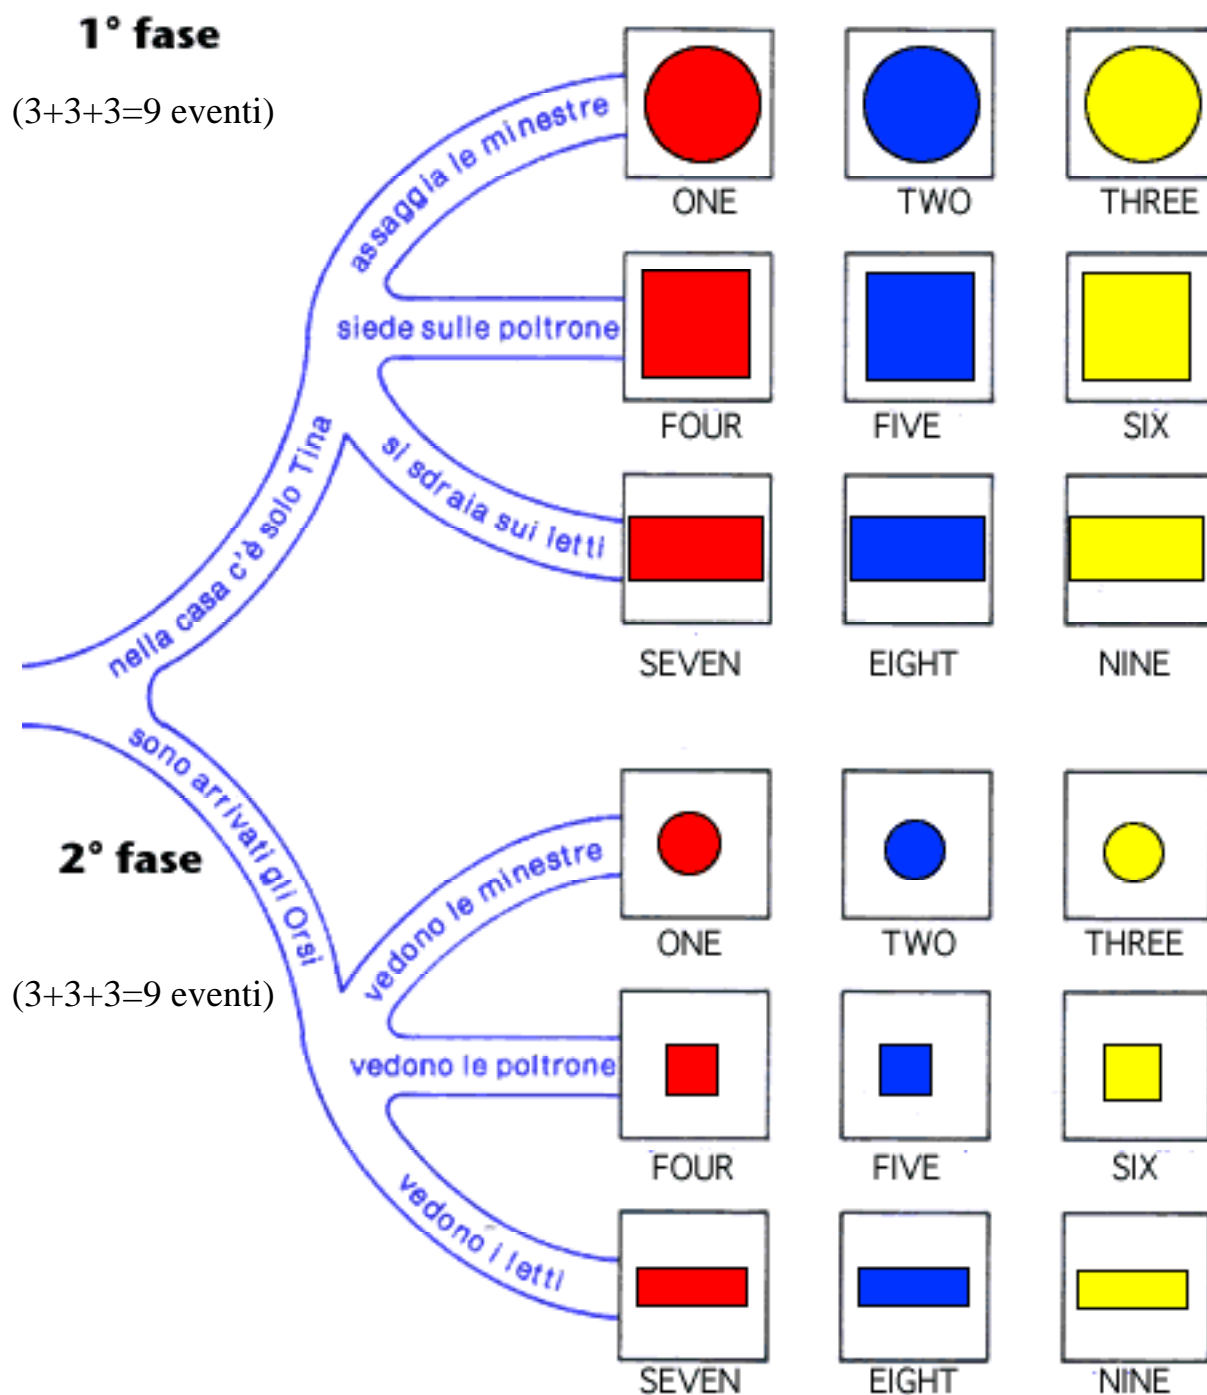 1° fase
(3+3+3=9 eventi)
nella casa c'è solo Tina
assaggia le minestre
ONE TWO THREE
siede sulle poltrone
FOUR FIVE SIX
si sdraia sui letti
SEVEN EIGHT NINE
2° fase
(3+3+3=9 eventi)
sono arrivati gli Orsi
vedono le minestre
ONE TWO THREE
vedono le poltrone
FOUR FIVE SIX
vedono i letti
SEVEN EIGHT NINE